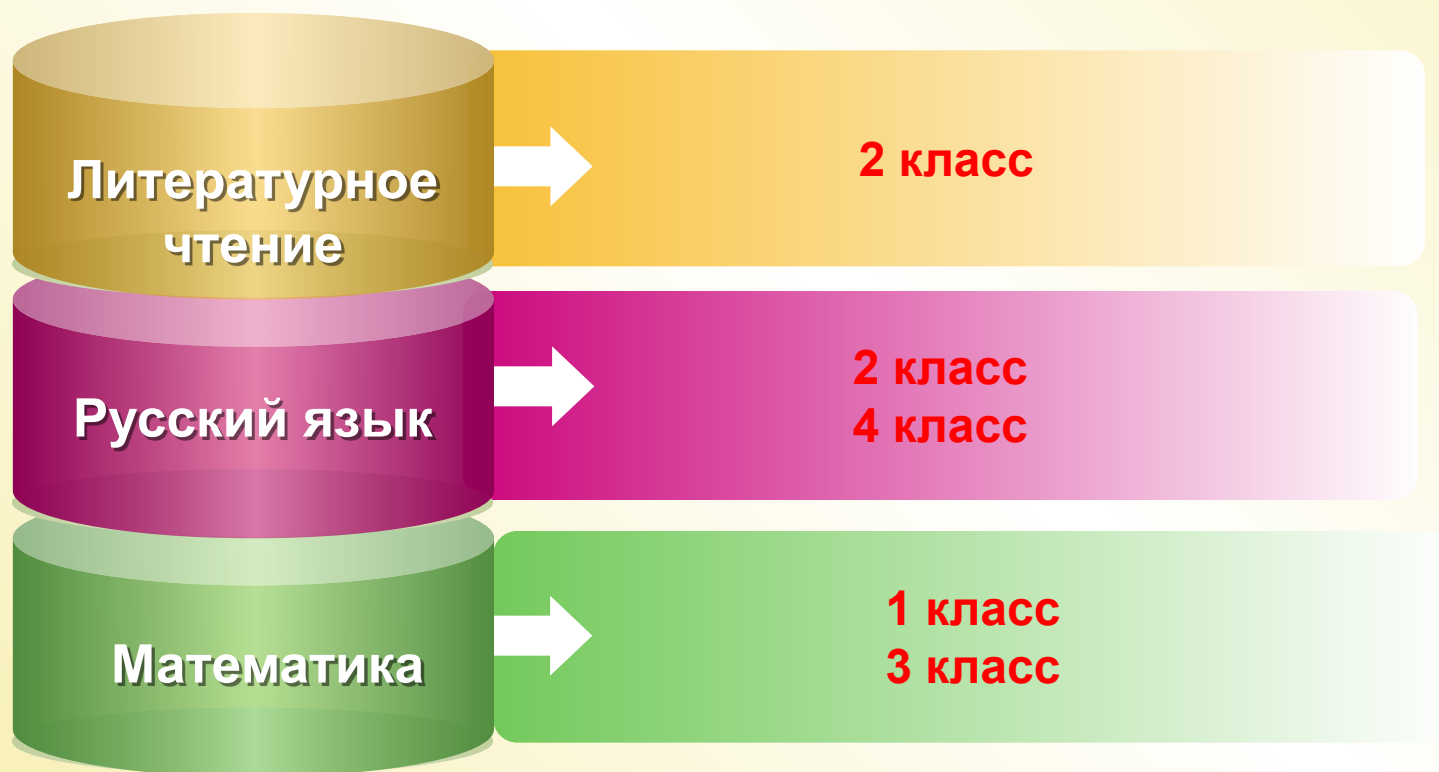 Литературное
чтение
2 класс
Русский язык
2 класс
4 класс
Математика
1 класс
3 класс